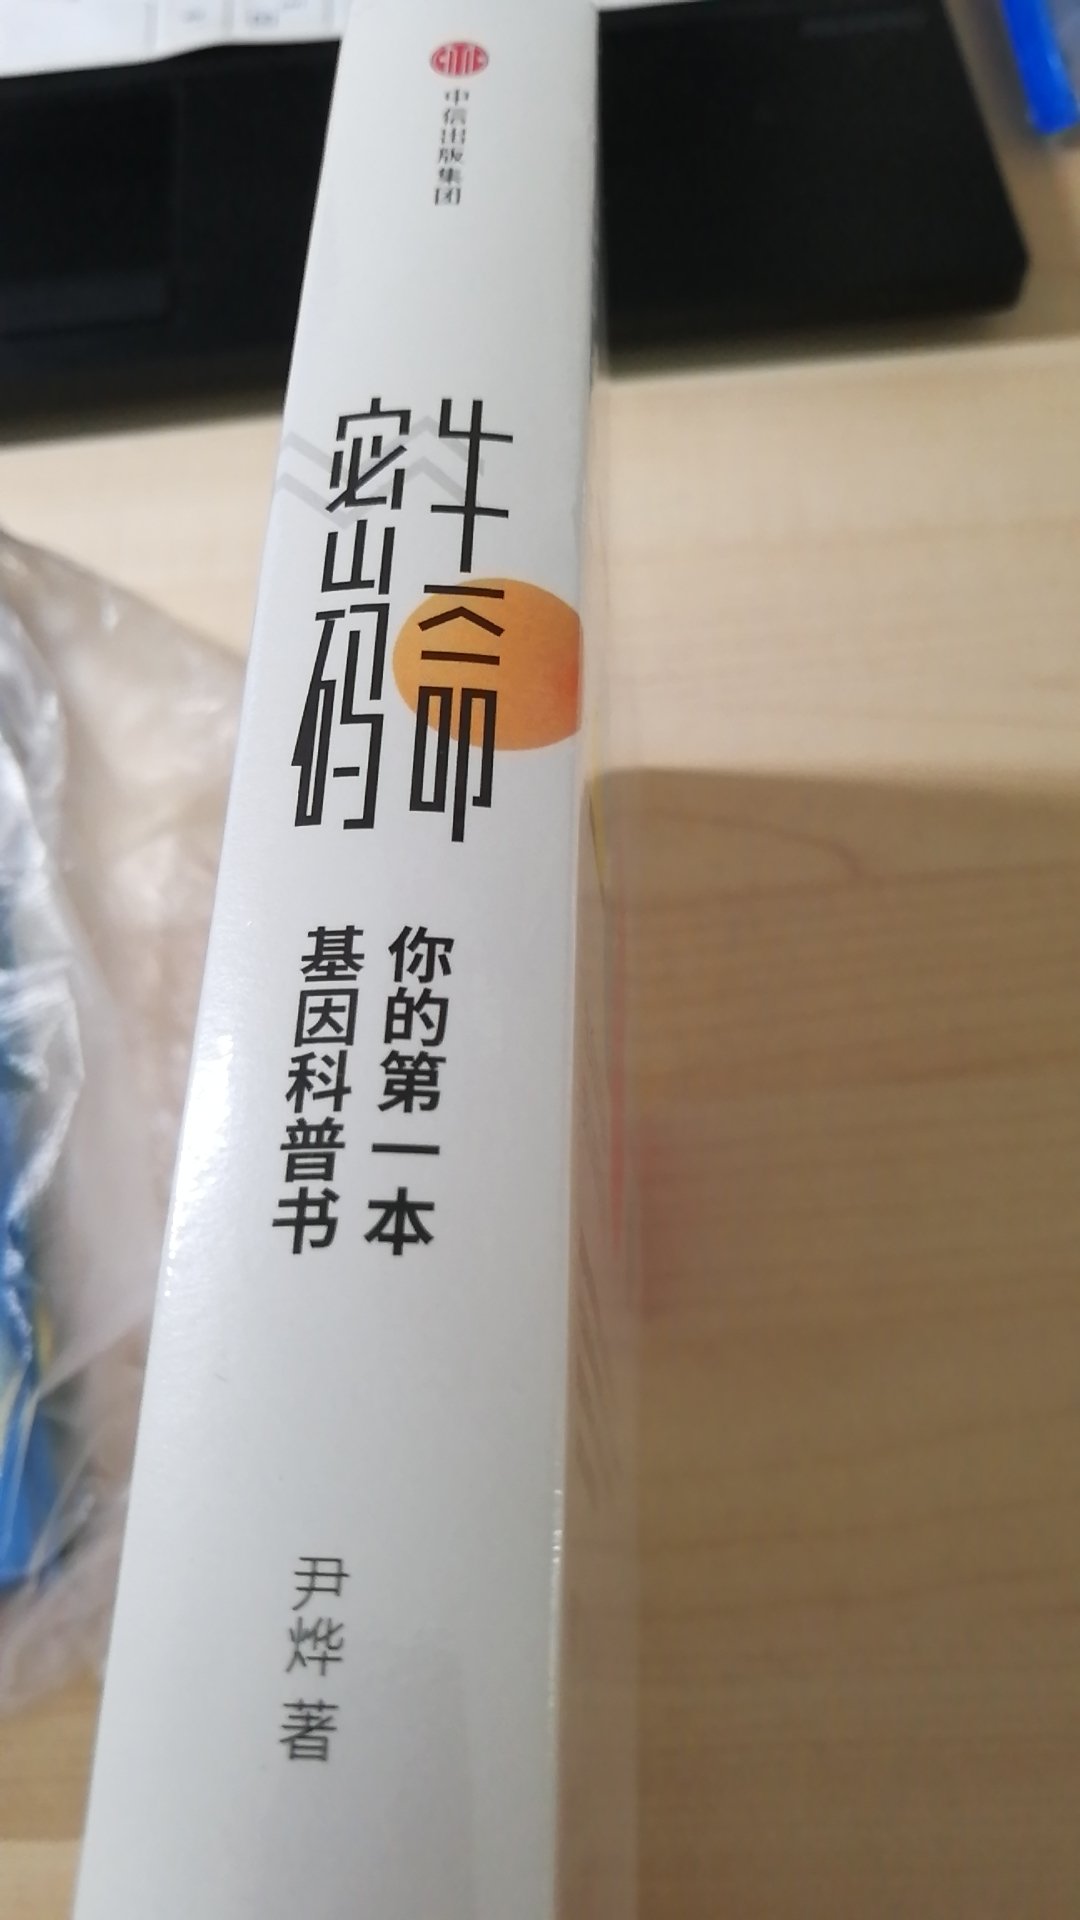 CITIC
中信出版集团
生命
密码
你的第一本
基因科普书
尹烨 著